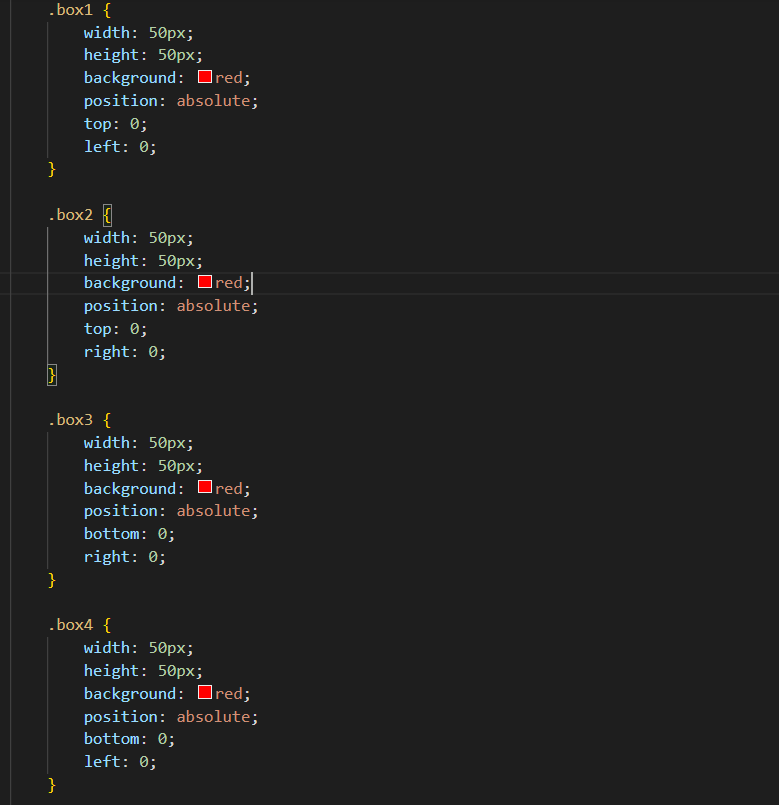 .box1 {
width: 50px;
height: 50px;
background: red;
position: absolute;
top: 0;
left: 0;
}
.box2 {
width: 50px;
height: 50px;
background: red;
position: absolute;
top: 0;
right: 0;
}
.box3 {
width: 50px;
height: 50px;
background: red;
position: absolute;
bottom: 0;
right: 0;
}
.box4 {
width: 50px;
height: 50px;
background: red;
position: absolute;
bottom: 0;
left: 0;
}